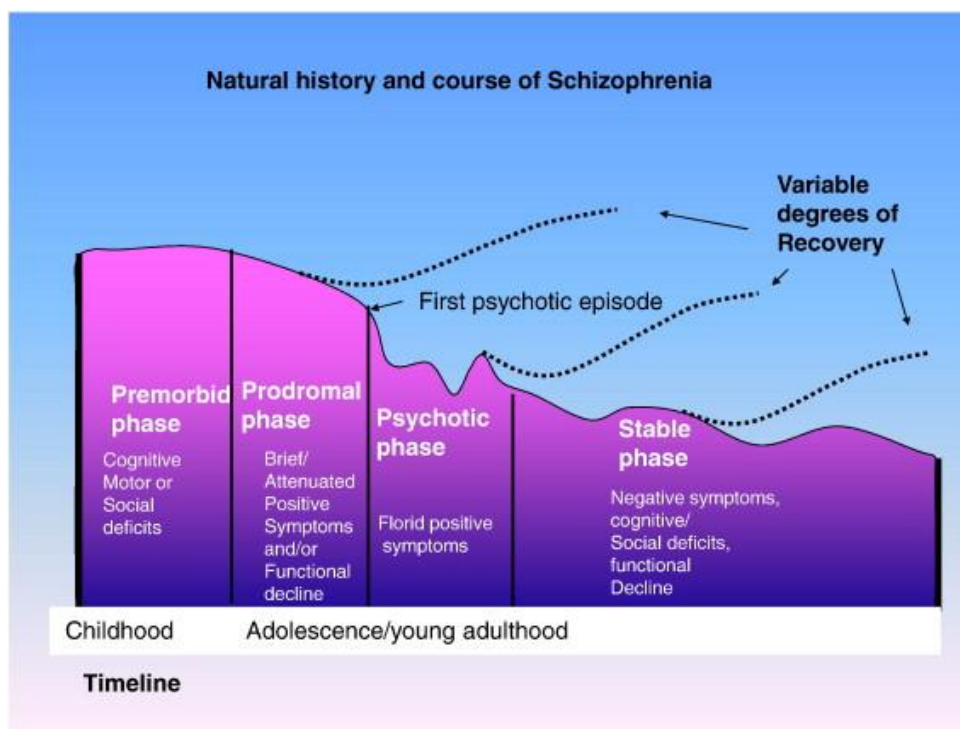 Natural history and course of Schizophrenia
Variable
degrees of
Recovery
First psychotic episode
Premorbid
phase
Cognitive
Motor or
Social
deficits
Prodromal
phase
Brief/
Attenuated
Positive
Symptoms
and/or
Functional
decline
Psychotic
phase
Florid positive
symptoms
Stable
phase
Negative symptoms,
cognitive/
Social deficits,
functional
Decline
Childhood
Adolescence/young adulthood
Timeline